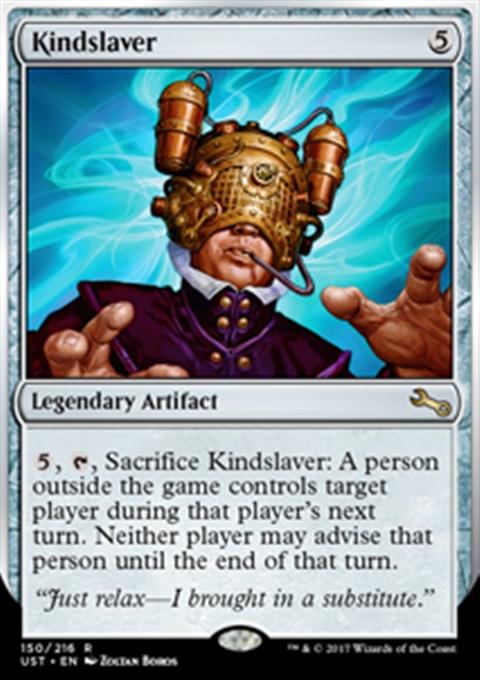 Kindslaver 5
Legendary Artifact
5, T, Sacrifice Kindslaver: A person
outside the game controls target
player during that player's next
turn. Neither player may advise that
person until the end of that turn.
"Just relax—I brought in a substitute."
150/216 R
UST • EN Zoltan Boros ™ & © 2017 Wizards of the Coast